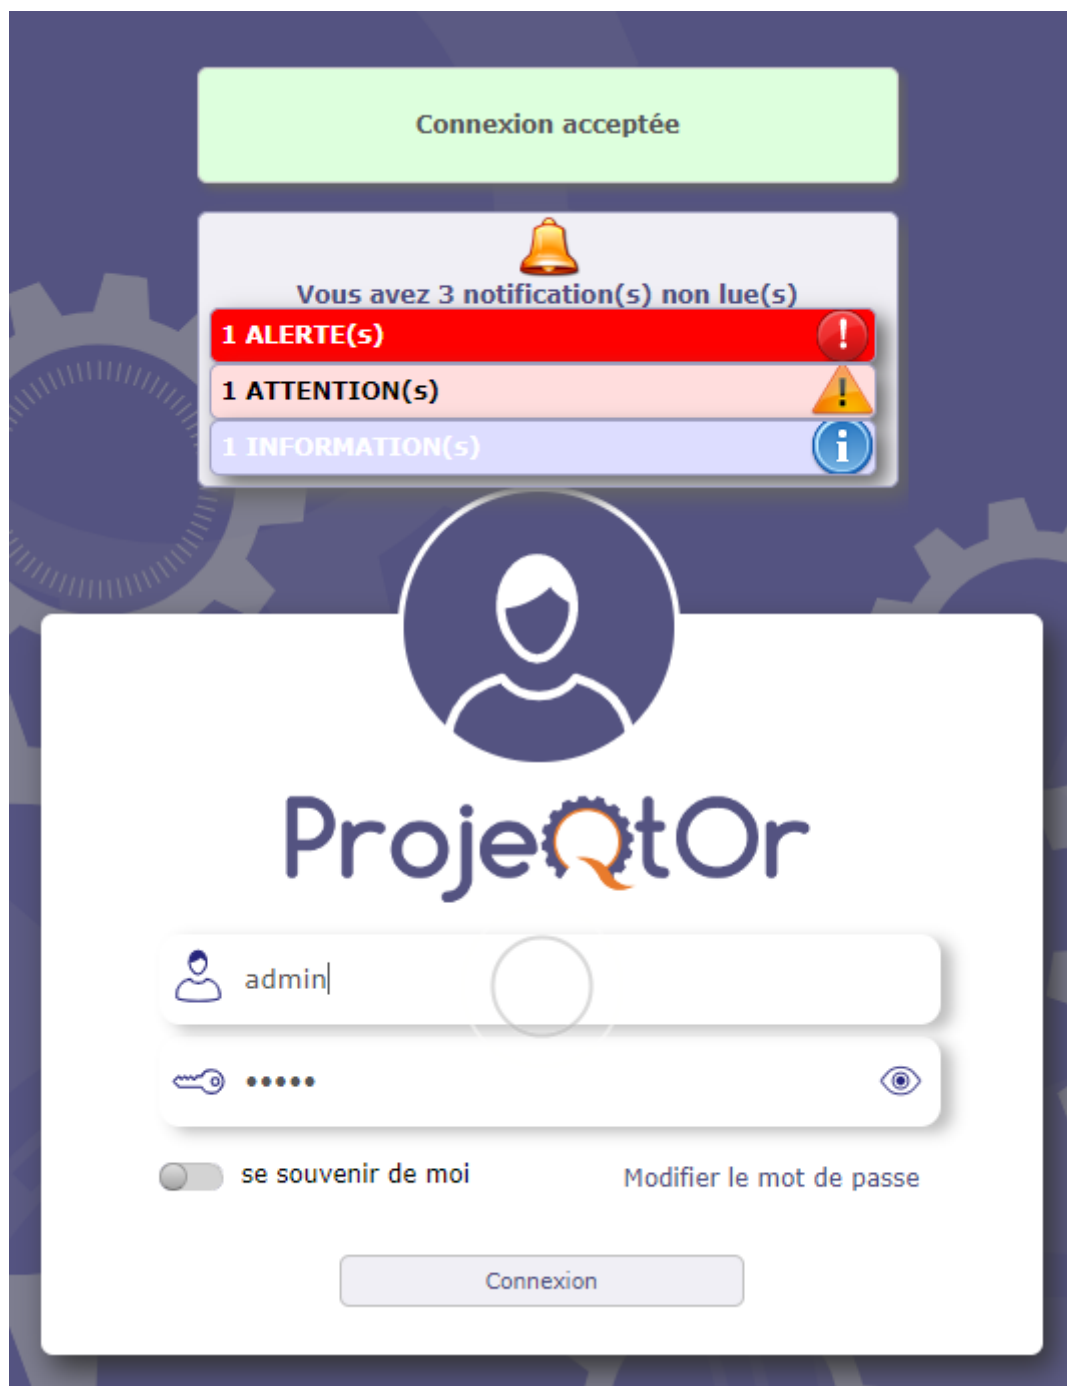 Connexion acceptée
Vous avez 3 notification(s) non lue(s)
1 ALERTE(s)
1 ATTENTION(s)
1 INFORMATION(s)
ProjeQtOr
admin
•••••
se souvenir de moi
Modifier le mot de passe
Connexion